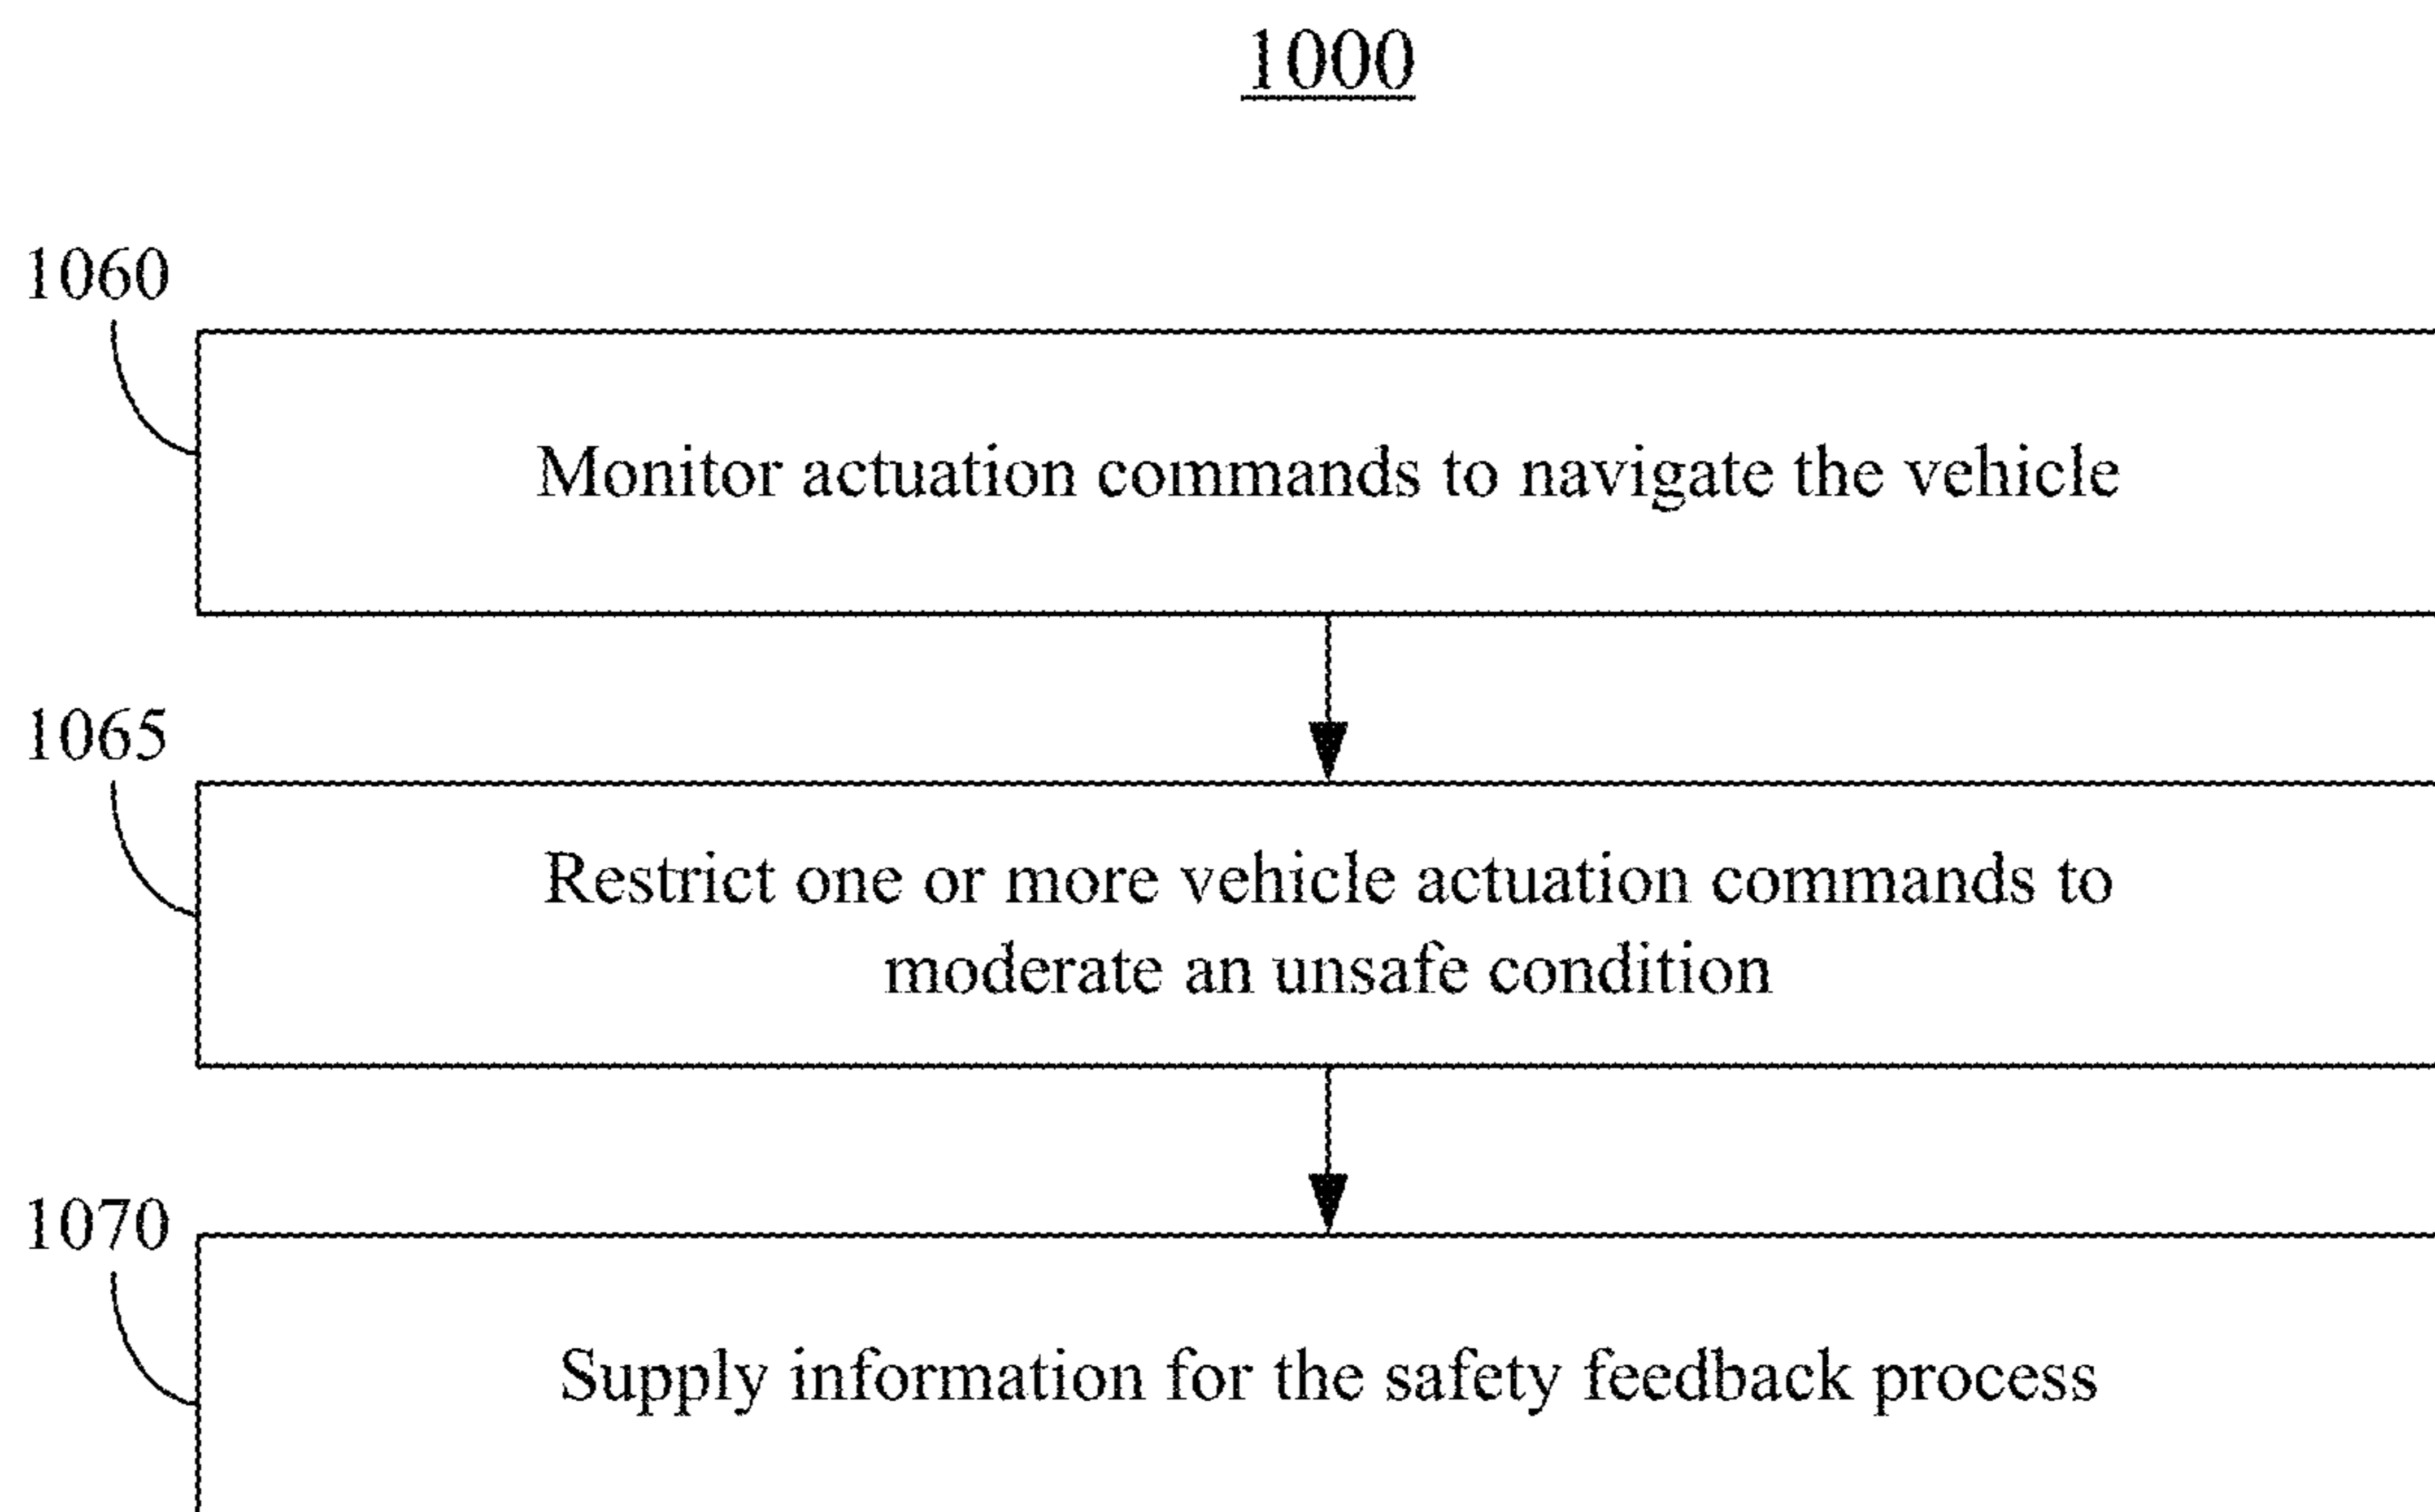 1000
1060
Monitor actuation commands to navigate the vehicle
1065
Restrict one or more vehicle actuation commands to
moderate an unsafe condition
1070
Supply information for the safety feedback process